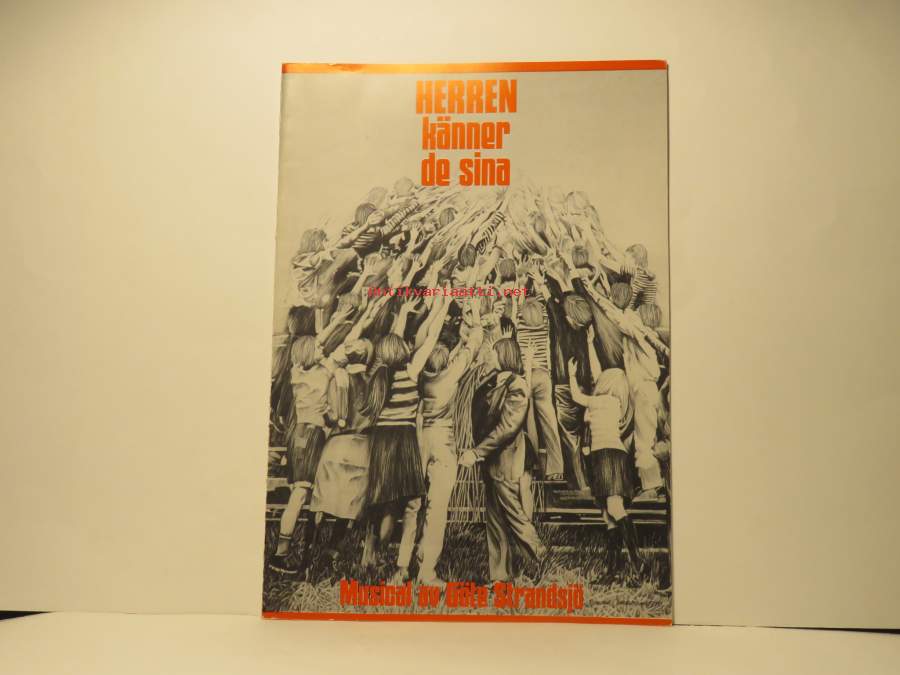 HERREN
känner
de sina
antikvariaatti.net
Musical av Göte Strandsjö